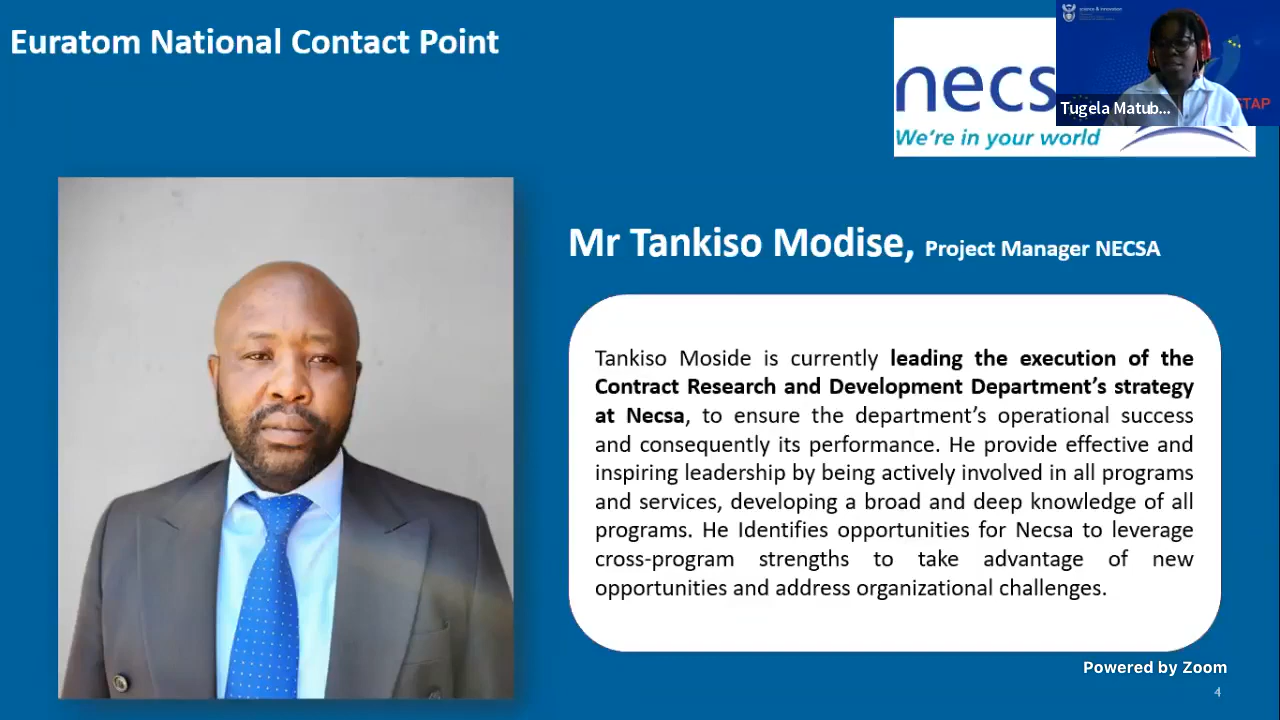 Euratom National Contact Point
necs
We're in your world
science & innovation
Tugela Matub...
STAP
Mr Tankiso Modise, Project Manager NECSA
Tankiso Moside is currently leading the execution of the
Contract Research and Development Department's strategy
at Necsa, to ensure the department's operational success
and consequently its performance. He provide effective and
inspiring leadership by being actively involved in all programs
and services, developing a broad and deep knowledge of all
programs. He Identifies opportunities for Necsa to leverage
cross-program strengths to take advantage of new
opportunities and address organizational challenges.
Powered by Zoom
4